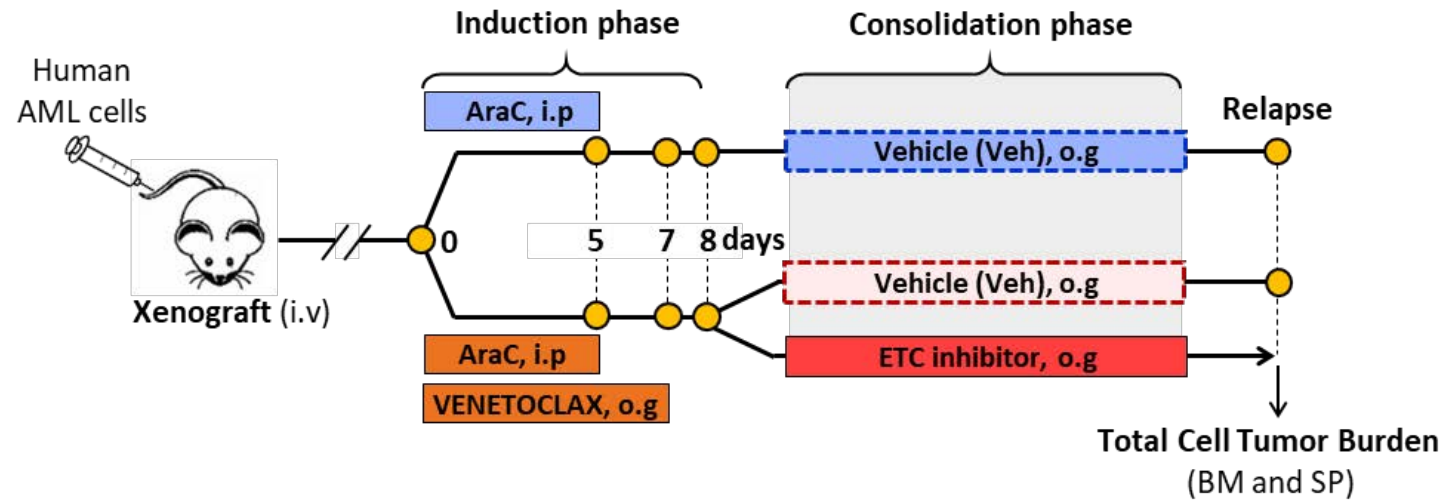 Induction phase
Consolidation phase
Human
AML cells
AraC, i.p
Relapse
Vehicle (Veh), o.g
0
5
7
8 days
Vehicle (Veh), o.g
Xenograft (i.v)
AraC, i.p
ETC inhibitor, o.g
VENETOCLAX, o.g
Total Cell Tumor Burden
(BM and SP)